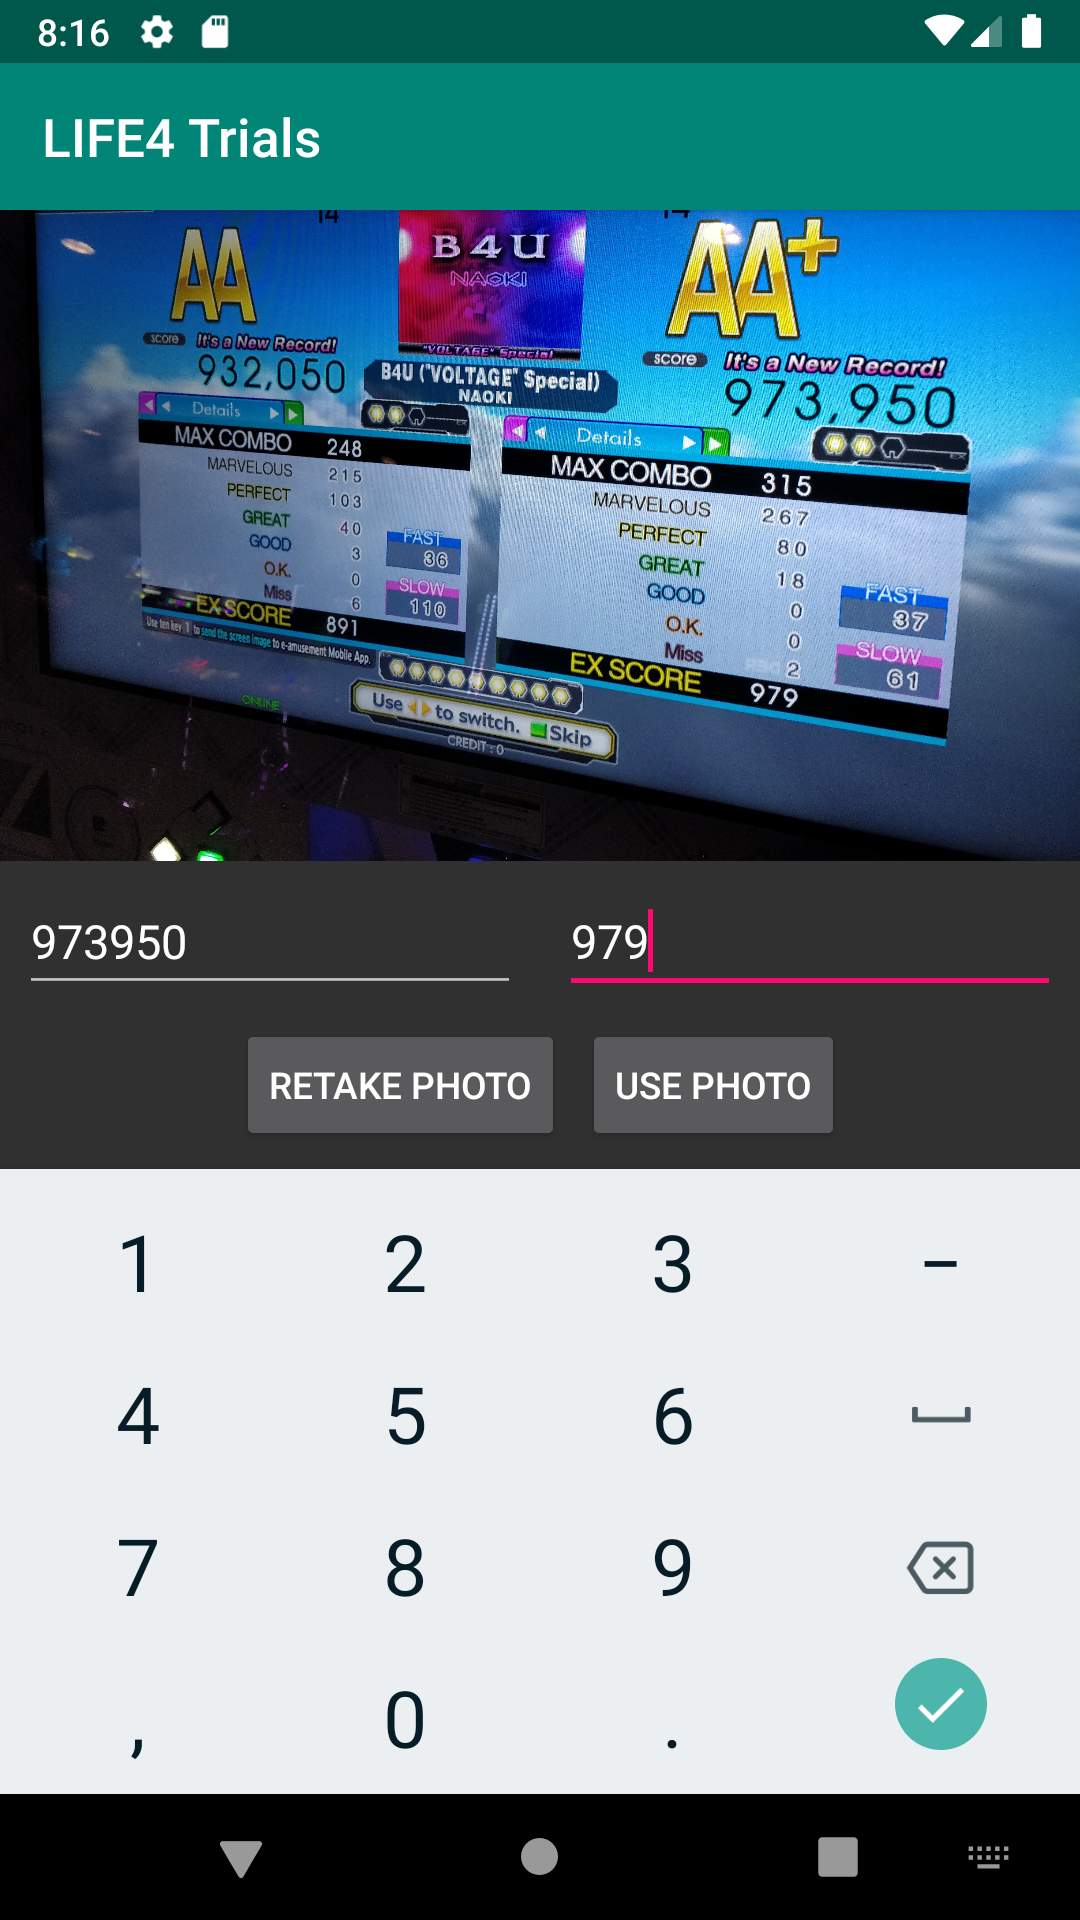 8:16
LIFE4 Trials
14
14
AA
B4U
NAOKI
AA+
"VOLTAGE" Special
score It's a New Record!
932,050
B4U ("VOLTAGE" Special)
NAOKI
score It's a New Record!
973,950
Details
MAX COMBO 248
MARVELOUS 215
PERFECT 103
GREAT 40
GOOD 3
O.K. 0
Miss 6
EX SCORE 891
FAST
36
SLOW
110
Details
MAX COMBO 315
MARVELOUS 267
PERFECT 80
GREAT 18
GOOD 0
O.K. 0
Miss 2
EX SCORE 979
FAST
37
SLOW
61
Use ten key 1 to send the screen image to e-amusement Mobile App.
Use to switch. Skip
ONLINE
CREDIT : 0
973950
979
RETAKE PHOTO
USE PHOTO
1 2 3 -
4 5 6
7 8 9
, 0 .